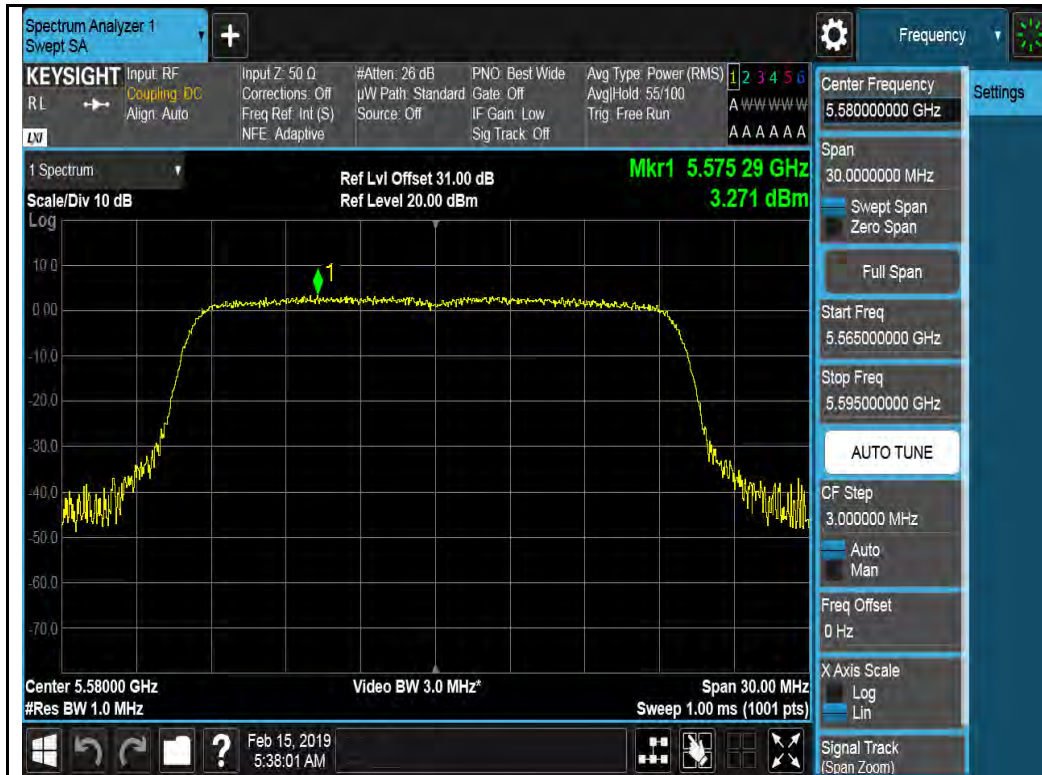 Spectrum Analyzer 1
Swept SA
+
Frequency
KEYSIGHT
RL
LXI
Input: RF
Coupling: DC
Align: Auto
Input Z: 50 Ω
Corrections: Off
Freq Ref: Int (S)
NFE: Adaptive
#Atten: 26 dB
µW Path: Standard
Source: Off
PNO: Best Wide
Gate: Off
IF Gain: Low
Sig Track: Off
Avg Type: Power (RMS)
Avg|Hold: 55/100
Trig: Free Run
1 2 3 4 5 6
A W W W W W
A A A A A A
1 Spectrum
Scale/Div 10 dB
Ref Lvl Offset 31.00 dB
Ref Level 20.00 dBm
Mkr1 5.575 29 GHz
3.271 dBm
Log
10.0
1
0.00
-10.0
-20.0
-30.0
-40.0
-50.0
-60.0
-70.0
Center 5.58000 GHz
#Res BW 1.0 MHz
Video BW 3.0 MHz*
Span 30.00 MHz
Sweep 1.00 ms (1001 pts)
?
Feb 15, 2019
5:38:01 AM
Center Frequency
5.580000000 GHz
Span
30.0000000 MHz
Swept Span
Zero Span
Full Span
Start Freq
5.565000000 GHz
Stop Freq
5.595000000 GHz
AUTO TUNE
CF Step
3.000000 MHz
Auto
Man
Freq Offset
0 Hz
X Axis Scale
Log
Lin
Signal Track
(Span Zoom)
Settings